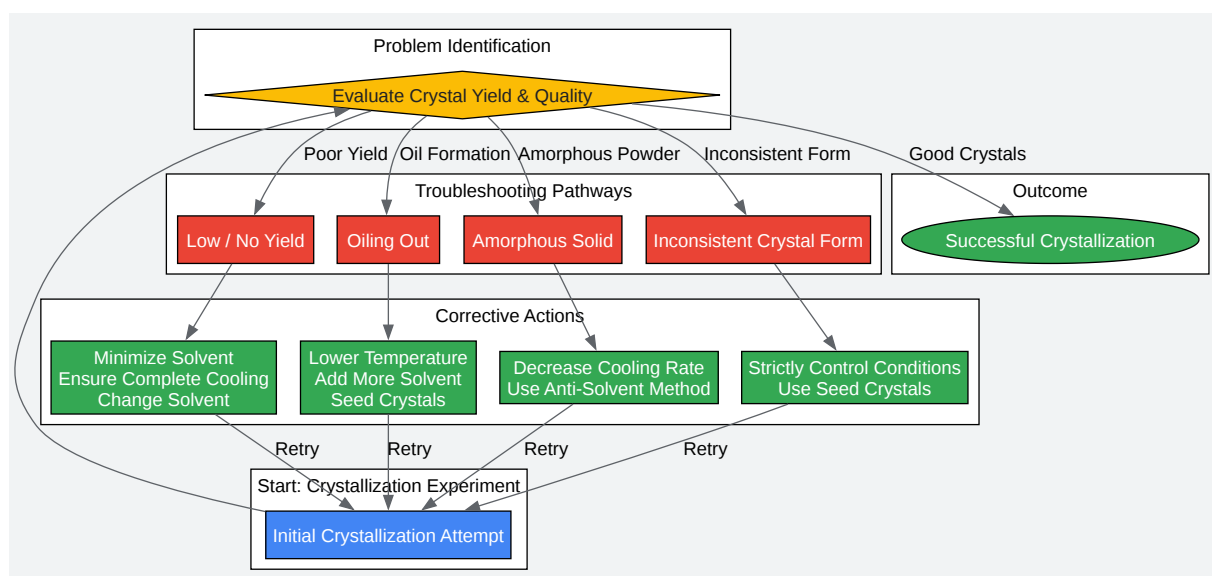 Problem Identification
Evaluate Crystal Yield & Quality
Poor Yield
Oil Formation
Amorphous Powder
Inconsistent Form
Good Crystals
Troubleshooting Pathways
Outcome
Low / No Yield
Oiling Out
Amorphous Solid
Inconsistent Crystal Form
Successful Crystallization
Corrective Actions
Minimize Solvent
Ensure Complete Cooling
Change Solvent
Lower Temperature
Add More Solvent
Seed Crystals
Decrease Cooling Rate
Use Anti-Solvent Method
Strictly Control Conditions
Use Seed Crystals
Retry
Retry
Retry
Retry
Start: Crystallization Experiment
Initial Crystallization Attempt